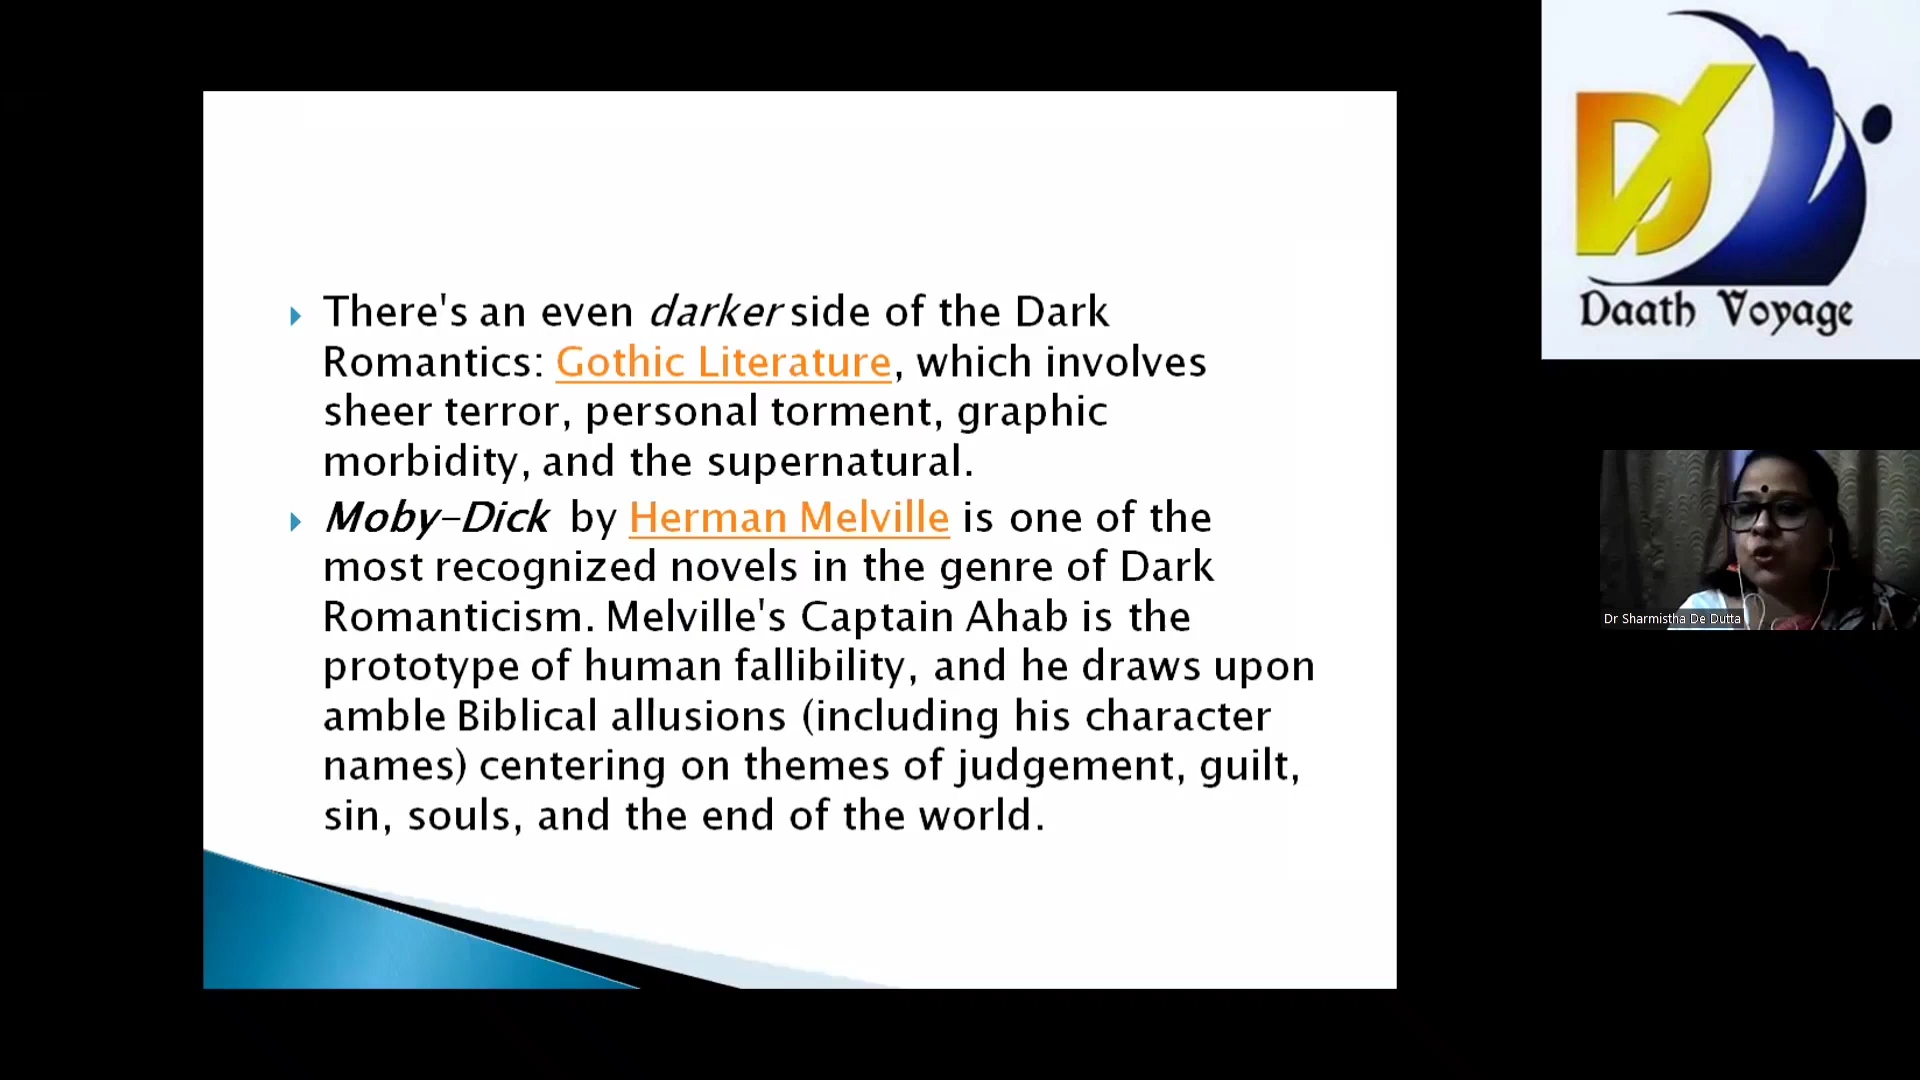 There's an even darker side of the Dark
Romantics: Gothic Literature, which involves
sheer terror, personal torment, graphic
morbidity, and the supernatural.
Moby-Dick by Herman Melville is one of the
most recognized novels in the genre of Dark
Romanticism. Melville's Captain Ahab is the
prototype of human fallibility, and he draws upon
amble Biblical allusions (including his character
names) centering on themes of judgement, guilt,
sin, souls, and the end of the world.
DV
Daath Voyage
Dr Sharmistha De Dutta